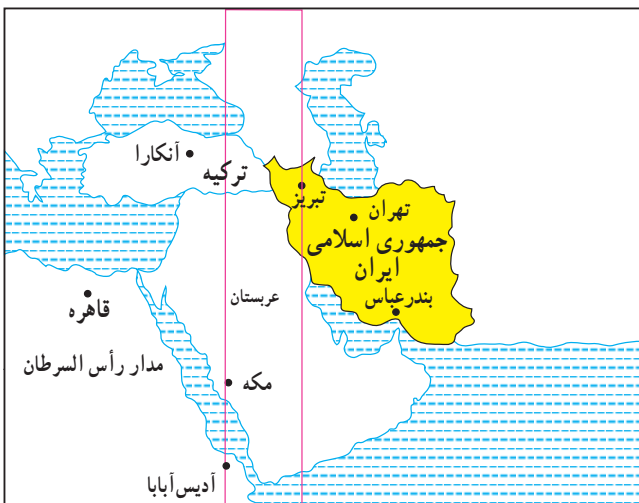 آنکارا
ترکیه
تبریز
تهران
جمهوری اسلامی
ایران
بندرعباس
عربستان
قاهره
مدار رأس السرطان
مکه
آدیس‌آبابا